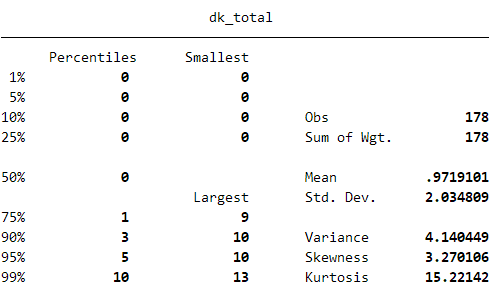 dk_total
Percentiles Smallest
1% 0 0
5% 0 0
10% 0 0 Obs 178
25% 0 0 Sum of Wgt. 178
50% 0 Mean .9719101
Largest Std. Dev. 2.034809
75% 1 9
90% 3 10 Variance 4.140449
95% 5 10 Skewness 3.270106
99% 10 13 Kurtosis 15.22142